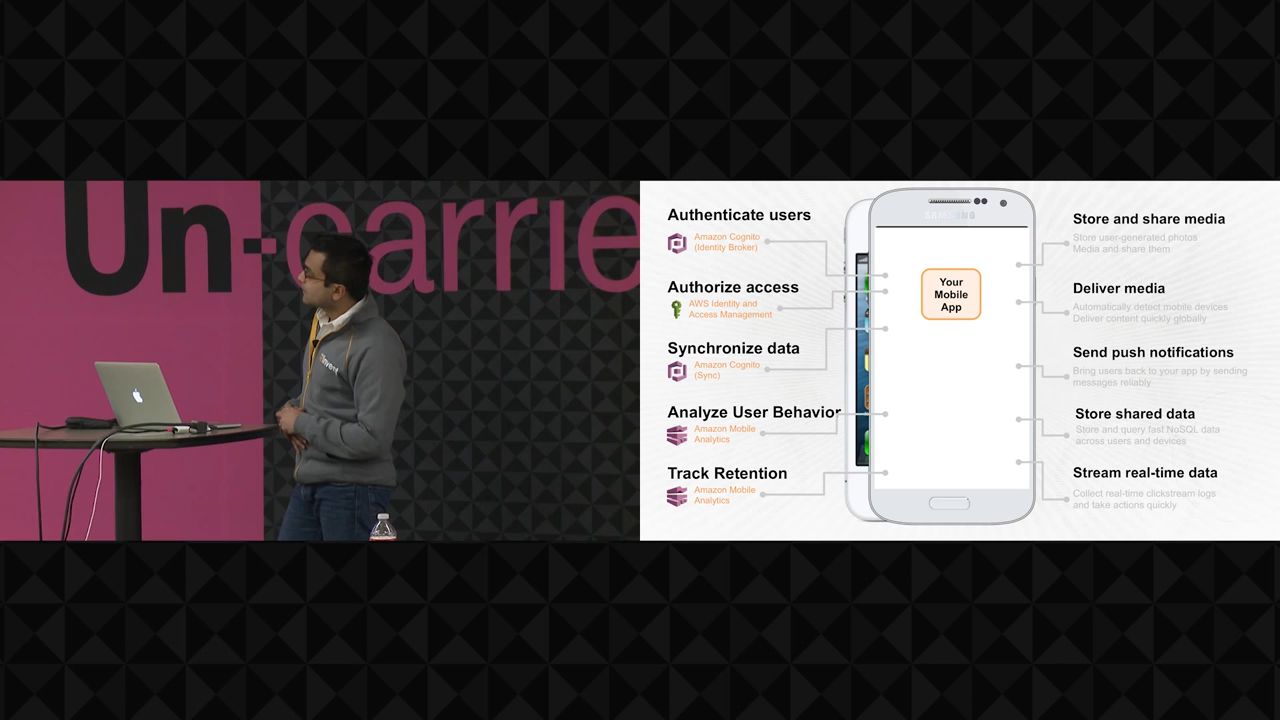 Un-carrie
re:Invent
Authenticate users
Amazon Cognito
(Identity Broker)
Authorize access
AWS Identity and
Access Management
Synchronize data
Amazon Cognito
(Sync)
Analyze User Behavior
Amazon Mobile
Analytics
Track Retention
Amazon Mobile
Analytics
SAMSUNG
Your
Mobile
App
Store and share media
Store user-generated photos
Media and share them
Deliver media
Automatically detect mobile devices
Deliver content quickly globally
Send push notifications
Bring users back to your app by sending
messages reliably
Store shared data
Store and query fast NoSQL data
across users and devices
Stream real-time data
Collect real-time clickstream logs
and take actions quickly